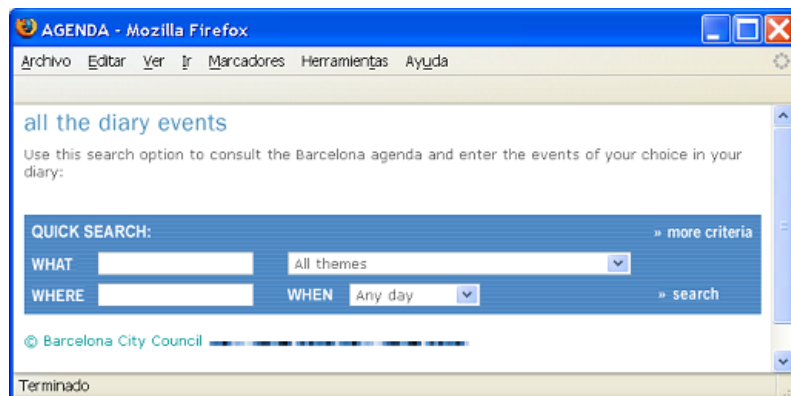 AGENDA - Mozilla Firefox
Archivo Editar Ver Ir Marcadores Herramientas Ayuda
all the diary events
Use this search option to consult the Barcelona agenda and enter the events of your choice in your
diary:
QUICK SEARCH: » more criteria
WHAT All themes
WHERE WHEN Any day » search
© Barcelona City Council
Terminado